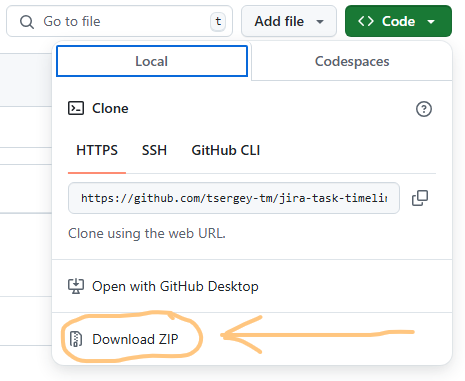 Go to file
t
Add file
Code
Local
Codespaces
Clone
HTTPS
SSH
GitHub CLI
https://github.com/tsergey-tm/jira-task-timelin
Clone using the web URL.
Open with GitHub Desktop
Download ZIP